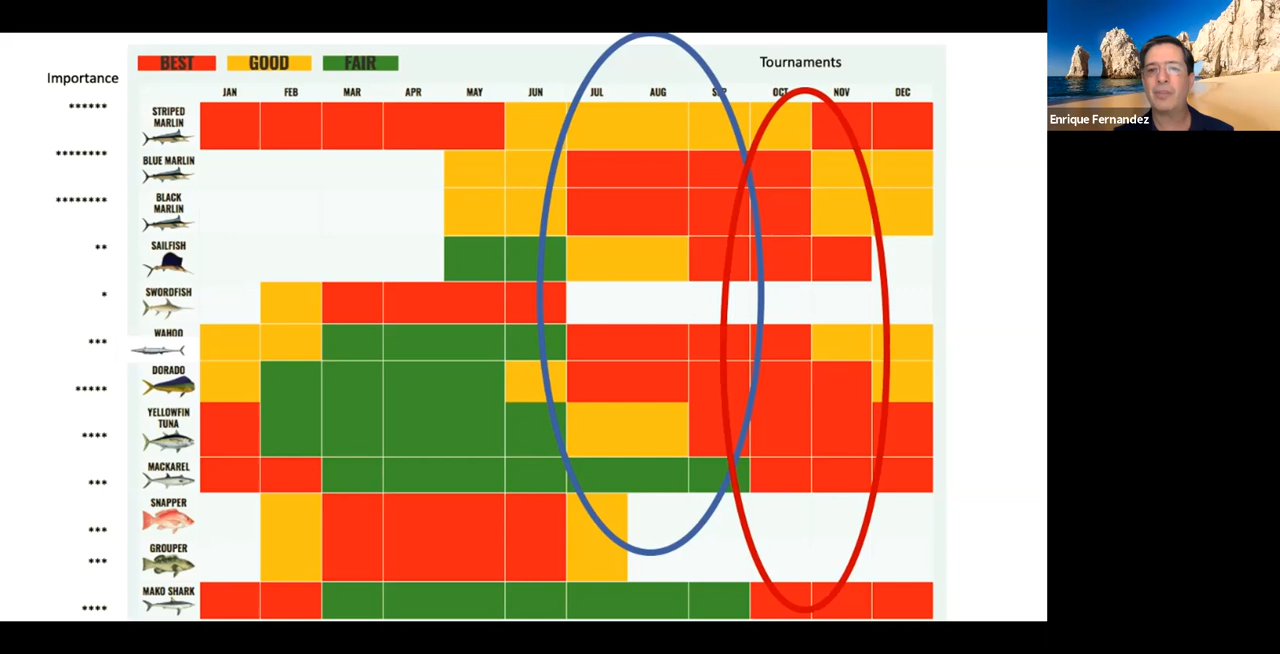 BEST GOOD FAIR Tournaments
Importance
JAN FEB MAR APR MAY JUN JUL AUG SEP OCT NOV DEC
******
STRIPED
MARLIN
********
BLUE MARLIN
********
BLACK
MARLIN
**
SAILFISH
*
SWORDFISH
***
WAHOO
*****
DORADO
****
YELLOWFIN
TUNA
***
MACKAREL
***
SNAPPER
***
GROUPER
****
MAKO SHARK
Enrique Fernandez